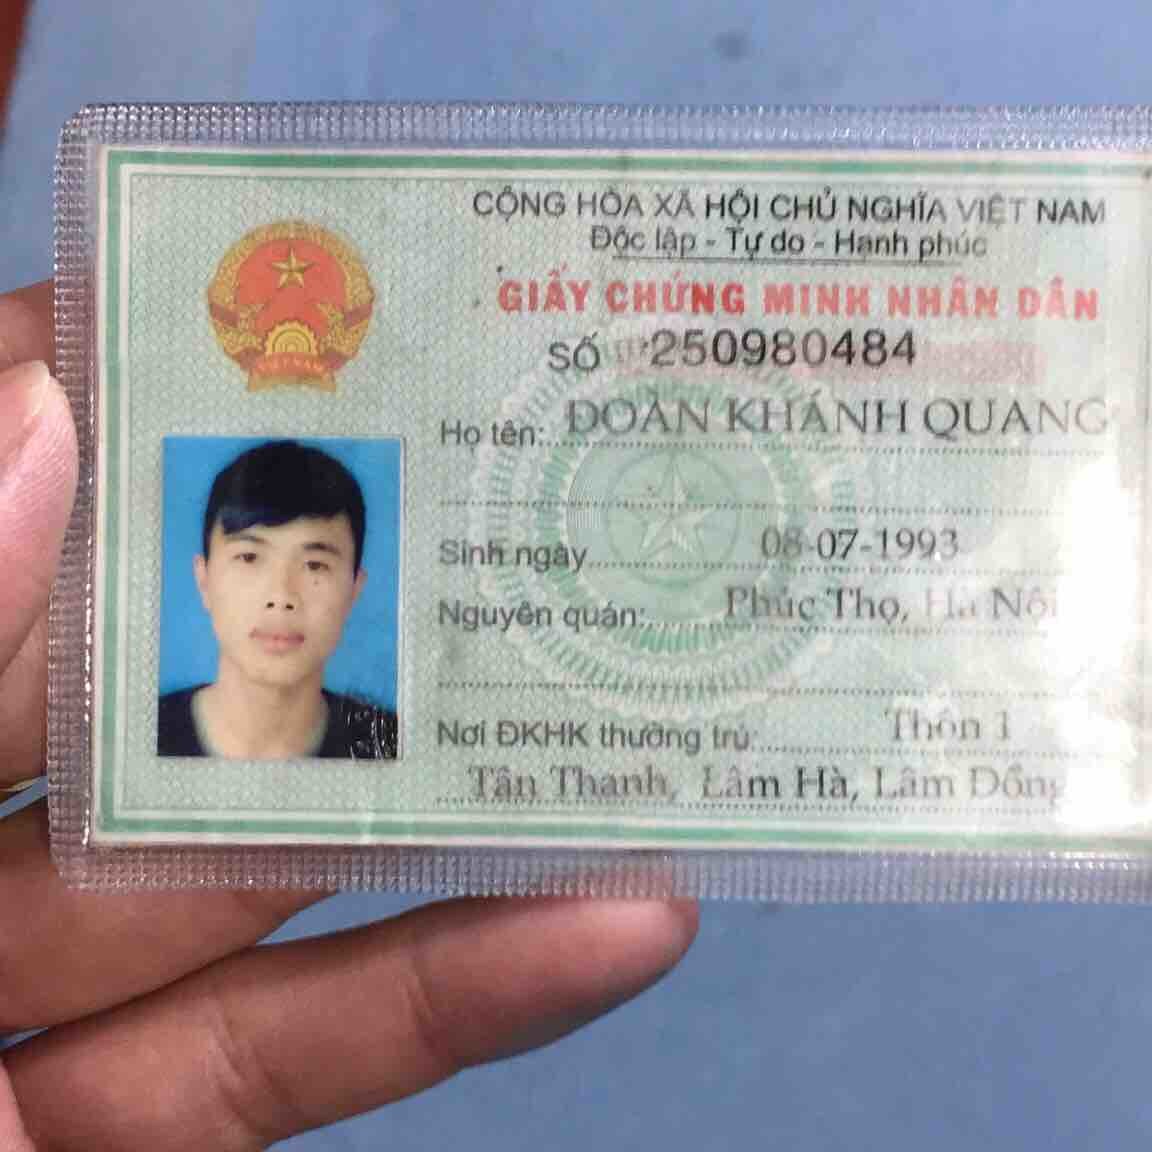 CỘNG HÒA XÃ HỘI CHỦ NGHĨA VIỆT NAM
Độc lập - Tự do - Hạnh phúc
GIẤY CHỨNG MINH NHÂN DÂN
SỐ 250980484
Họ tên: ĐOÀN KHÁNH QUANG
Sinh ngày 08-07-1993
Nguyên quán: Phúc Thọ, Hà Nội
Nơi ĐKHK thường trú: Thôn 1
Tân Thanh, Lâm Hà, Lâm Đồng
VIỆT NAM